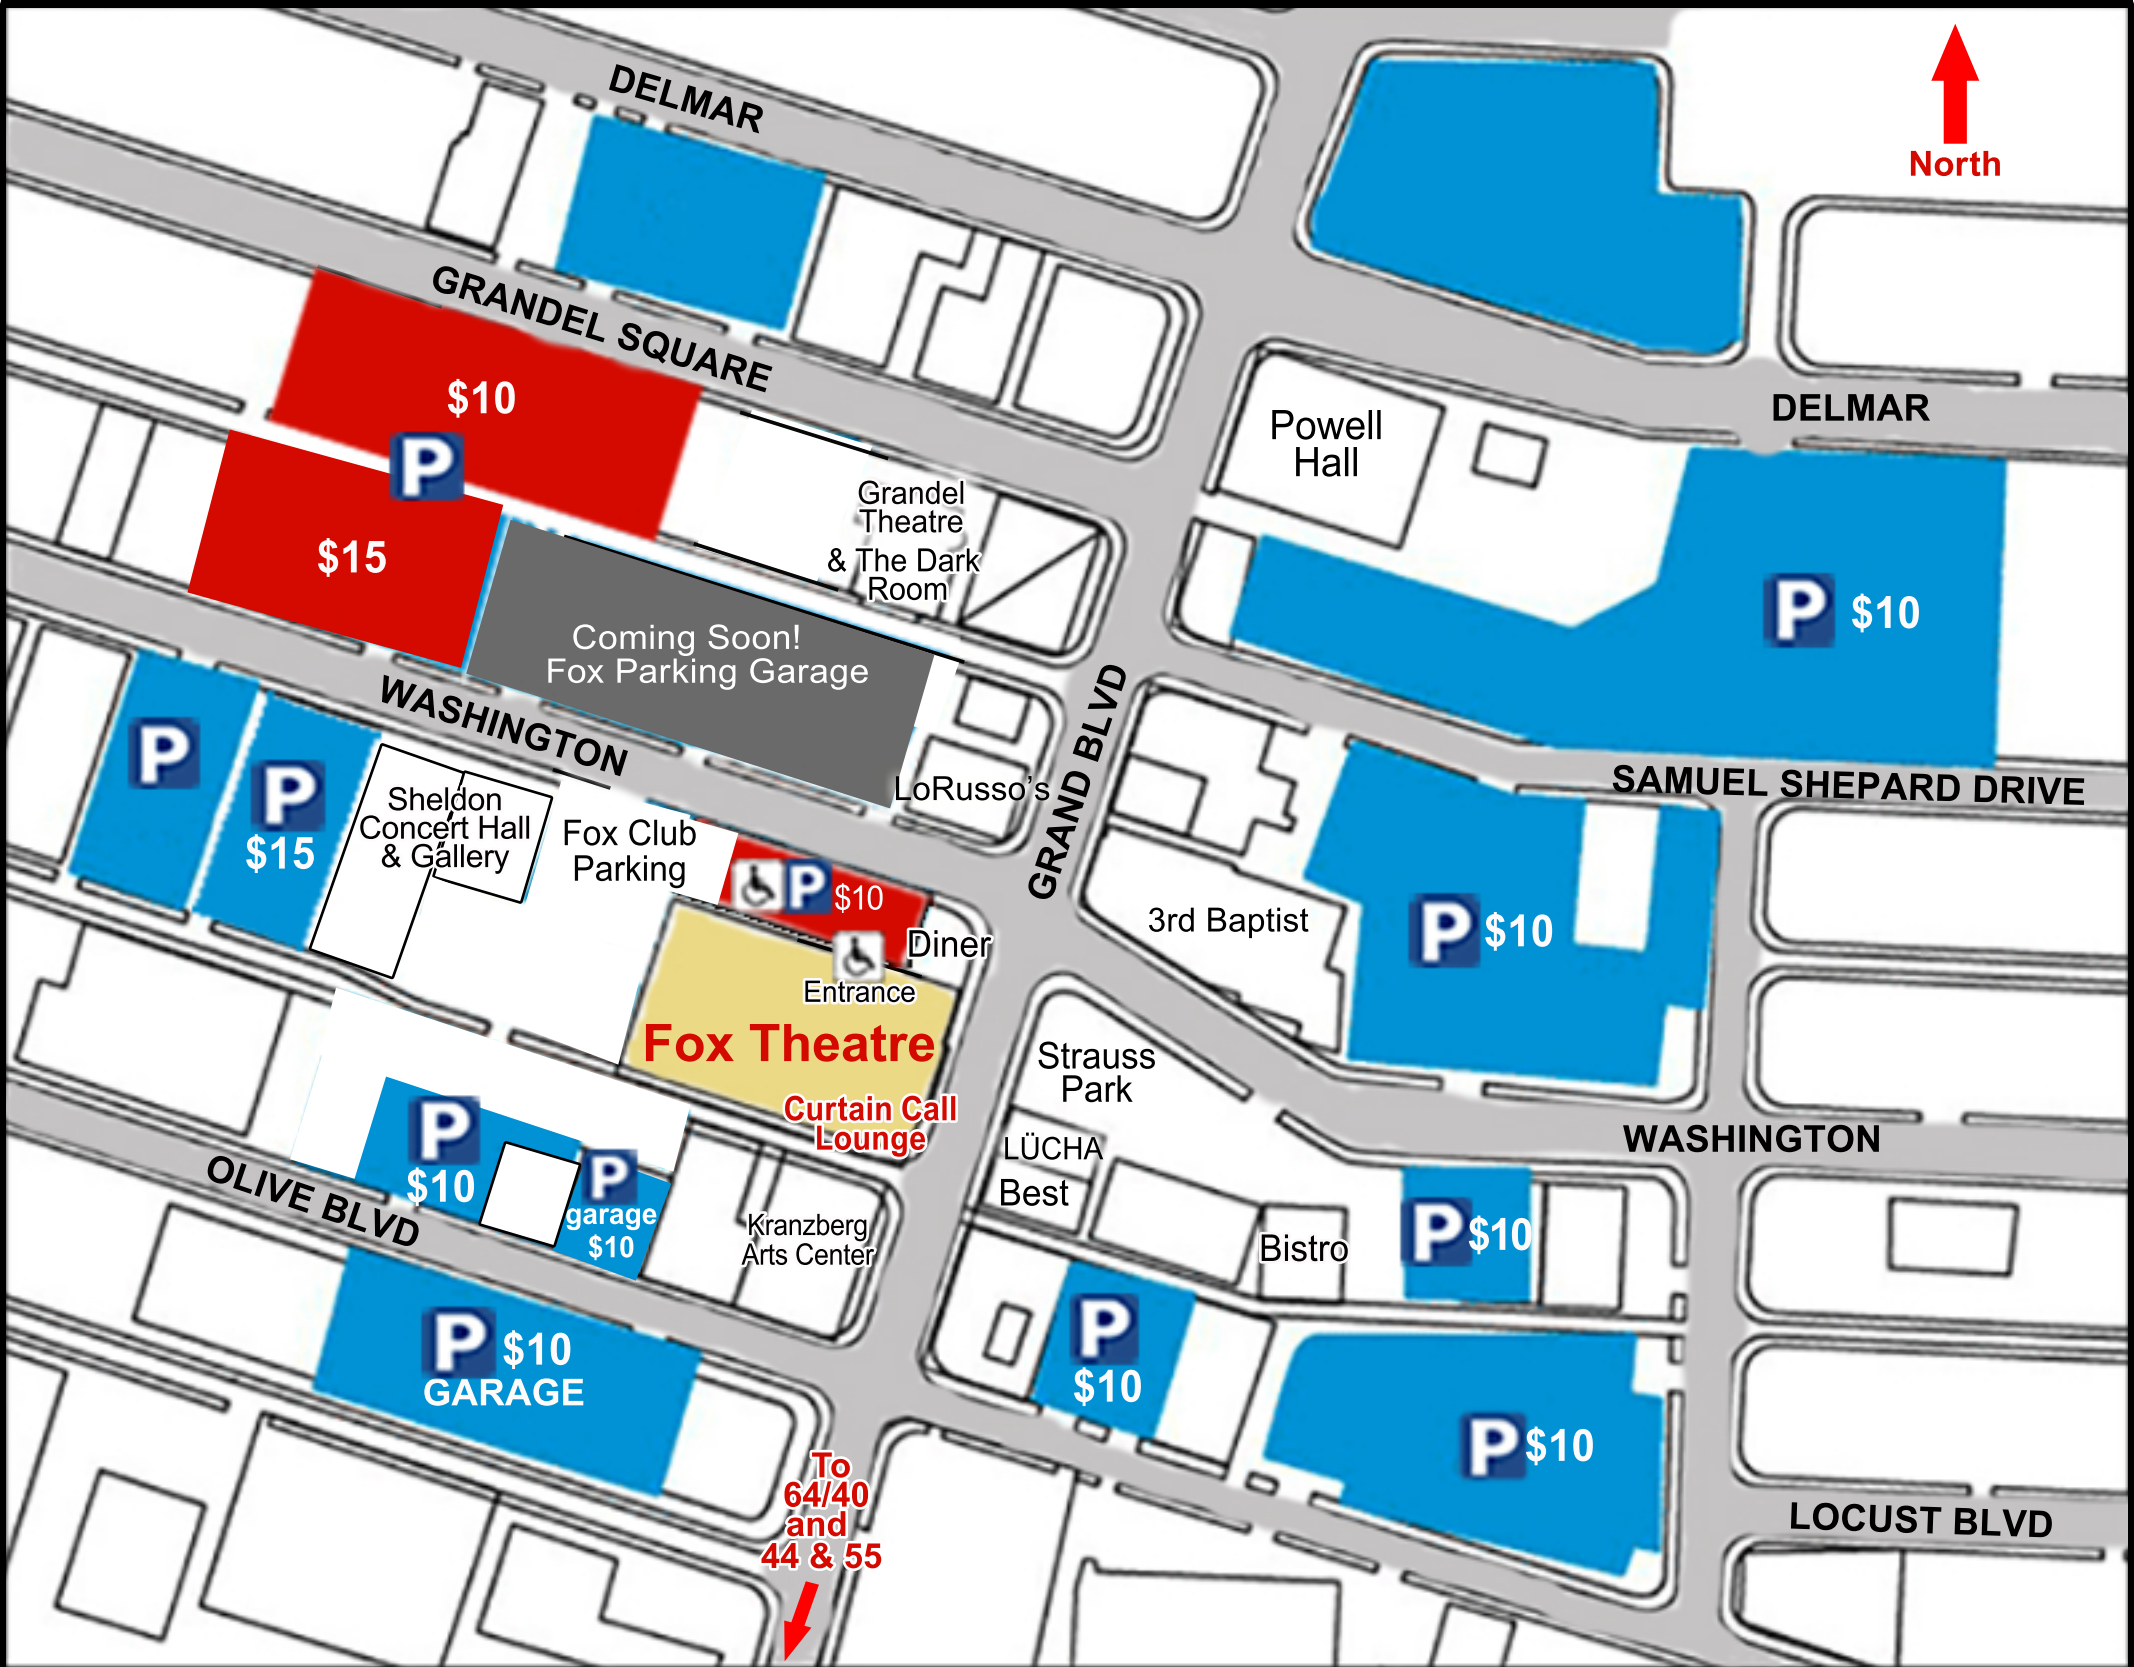 DELMAR
North
GRANDEL SQUARE
$10
P
DELMAR
Powell
Hall
Grandel
Theatre
& The Dark
Room
$15
P $10
Coming Soon!
Fox Parking Garage
WASHINGTON
GRAND BLVD
LoRusso's
SAMUEL SHEPARD DRIVE
P
P
$15
Sheldon
Concert Hall
& Gallery
Fox Club
Parking
P $10
Diner
3rd Baptist
P $10
Entrance
Fox Theatre
Curtain Call
Lounge
Strauss
Park
LÜCHA
Best
WASHINGTON
P
$10
P
garage
$10
OLIVE BLVD
Kranzberg
Arts Center
Bistro
P $10
P $10
GARAGE
P
$10
P $10
To
64/40
and
44 & 55
LOCUST BLVD